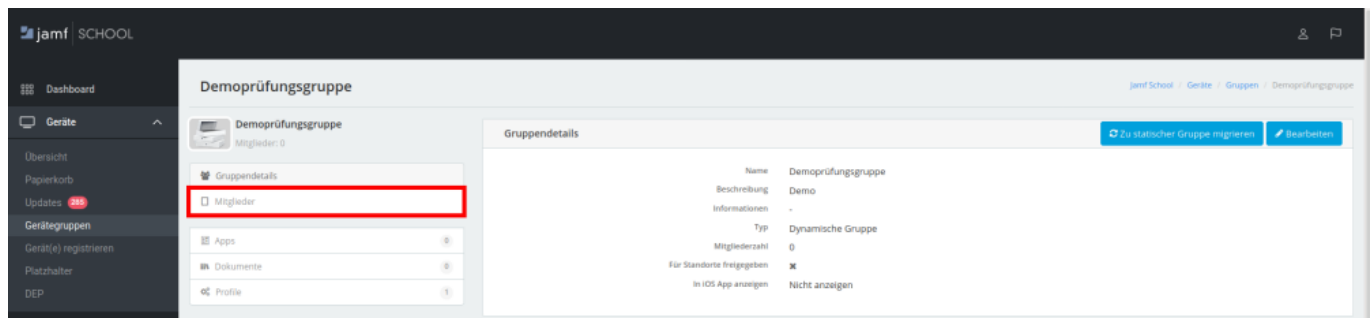 jamf SCHOOL
Dashboard
Geräte
Übersicht
Papierkorb
Updates 285
Gerätegruppen
Gerät(e) registrieren
Platzhalter
DEP
Demoprüfungsgruppe
Jamf School / Geräte / Gruppen / Demoprüfungsgruppe
Demoprüfungsgruppe
Mitglieder: 0
Gruppendetails
Mitglieder
Apps 0
Dokumente 0
Profile 1
Gruppendetails
Zu statischer Gruppe migrieren
Bearbeiten
Name Demoprüfungsgruppe
Beschreibung Demo
Informationen -
Typ Dynamische Gruppe
Mitgliederzahl 0
Für Standorte freigegeben ✖
In iOS App anzeigen Nicht anzeigen